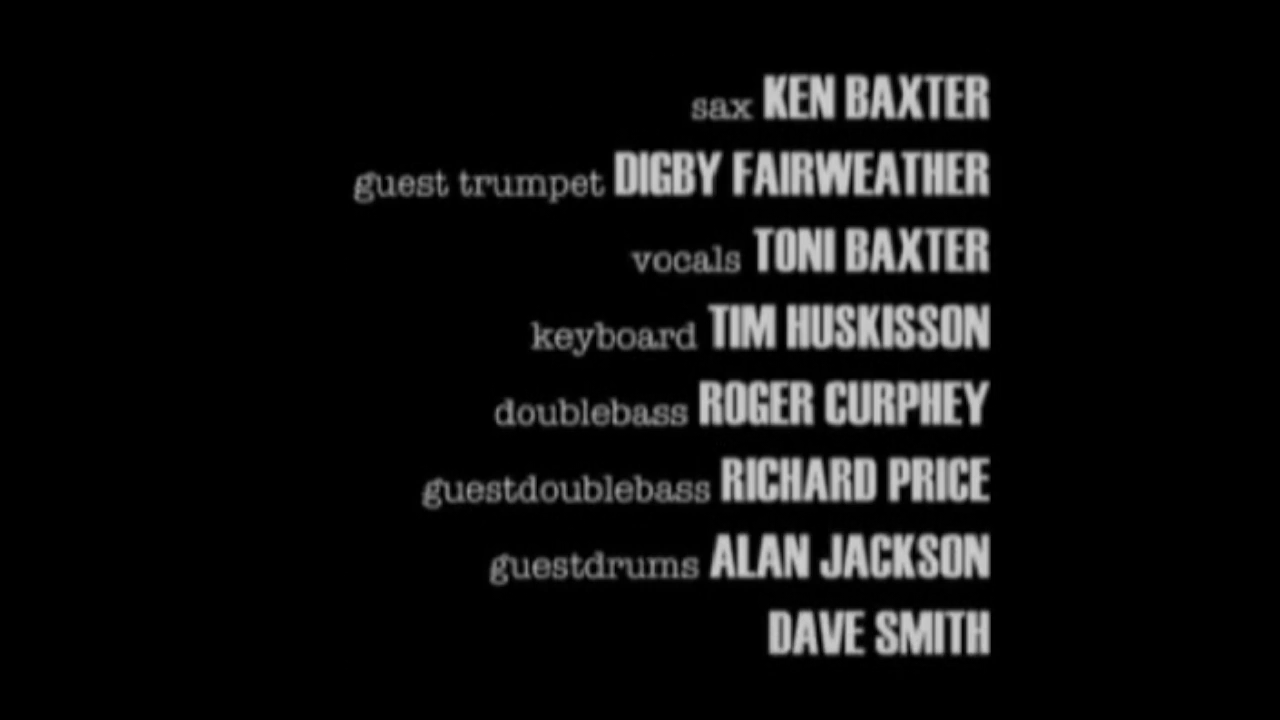 sax KEN BAXTER
guest trumpet DIGBY FAIRWEATHER
vocals TONI BAXTER
keyboard TIM HUSKISSON
doublebass ROGER CURPHEY
guestdoublebass RICHARD PRICE
guestdrums ALAN JACKSON
DAVE SMITH